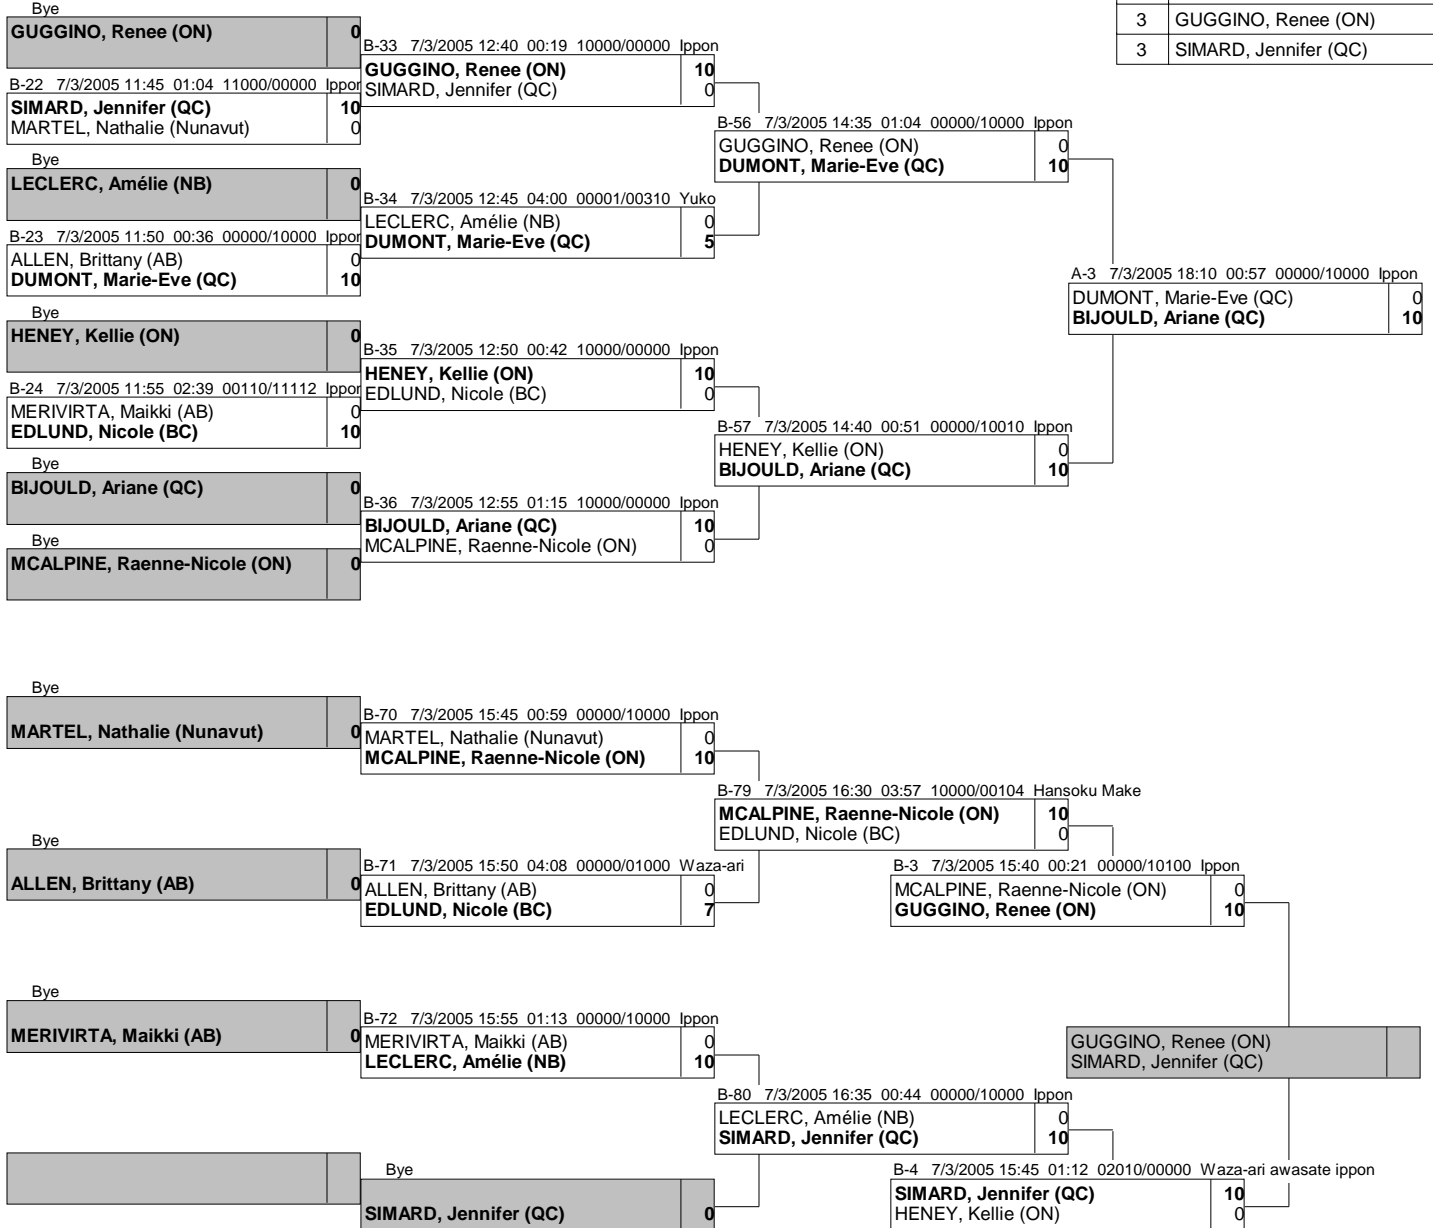 3 GUGGINO, Renee (ON)
3 SIMARD, Jennifer (QC)
Bye
GUGGINO, Renee (ON) 0
B-33 7/3/2005 12:40 00:19 10000/00000 Ippon
GUGGINO, Renee (ON) 10
SIMARD, Jennifer (QC) 0
B-22 7/3/2005 11:45 01:04 11000/00000 Ippon
SIMARD, Jennifer (QC) 10
MARTEL, Nathalie (Nunavut) 0
B-56 7/3/2005 14:35 01:04 00000/10000 Ippon
GUGGINO, Renee (ON) 0
DUMONT, Marie-Eve (QC) 10
Bye
LECLERC, Amélie (NB) 0
B-34 7/3/2005 12:45 04:00 00001/00310 Yuko
LECLERC, Amélie (NB) 0
DUMONT, Marie-Eve (QC) 5
B-23 7/3/2005 11:50 00:36 00000/10000 Ippon
ALLEN, Brittany (AB) 0
DUMONT, Marie-Eve (QC) 10
A-3 7/3/2005 18:10 00:57 00000/10000 Ippon
DUMONT, Marie-Eve (QC) 0
BIJOULD, Ariane (QC) 10
Bye
HENEY, Kellie (ON) 0
B-35 7/3/2005 12:50 00:42 10000/00000 Ippon
HENEY, Kellie (ON) 10
EDLUND, Nicole (BC) 0
B-24 7/3/2005 11:55 02:39 00110/11112 Ippon
MERIVIRTA, Maikki (AB) 0
EDLUND, Nicole (BC) 10
B-57 7/3/2005 14:40 00:51 00000/10010 Ippon
HENEY, Kellie (ON) 0
BIJOULD, Ariane (QC) 10
Bye
BIJOULD, Ariane (QC) 0
B-36 7/3/2005 12:55 01:15 10000/00000 Ippon
BIJOULD, Ariane (QC) 10
MCALPINE, Raenne-Nicole (ON) 0
Bye
MCALPINE, Raenne-Nicole (ON) 0
Bye
MARTEL, Nathalie (Nunavut) 0
B-70 7/3/2005 15:45 00:59 00000/10000 Ippon
MARTEL, Nathalie (Nunavut) 0
MCALPINE, Raenne-Nicole (ON) 10
B-79 7/3/2005 16:30 03:57 10000/00104 Hansoku Make
MCALPINE, Raenne-Nicole (ON) 10
EDLUND, Nicole (BC) 0
Bye
ALLEN, Brittany (AB) 0
B-71 7/3/2005 15:50 04:08 00000/01000 Waza-ari
ALLEN, Brittany (AB) 0
EDLUND, Nicole (BC) 7
B-3 7/3/2005 15:40 00:21 00000/10100 Ippon
MCALPINE, Raenne-Nicole (ON) 0
GUGGINO, Renee (ON) 10
Bye
MERIVIRTA, Maikki (AB) 0
B-72 7/3/2005 15:55 01:13 00000/10000 Ippon
MERIVIRTA, Maikki (AB) 0
LECLERC, Amélie (NB) 10
GUGGINO, Renee (ON)
SIMARD, Jennifer (QC)
B-80 7/3/2005 16:35 00:44 00000/10000 Ippon
LECLERC, Amélie (NB) 0
SIMARD, Jennifer (QC) 10
Bye
SIMARD, Jennifer (QC) 0
B-4 7/3/2005 15:45 01:12 02010/00000 Waza-ari awasate ippon
SIMARD, Jennifer (QC) 10
HENEY, Kellie (ON) 0